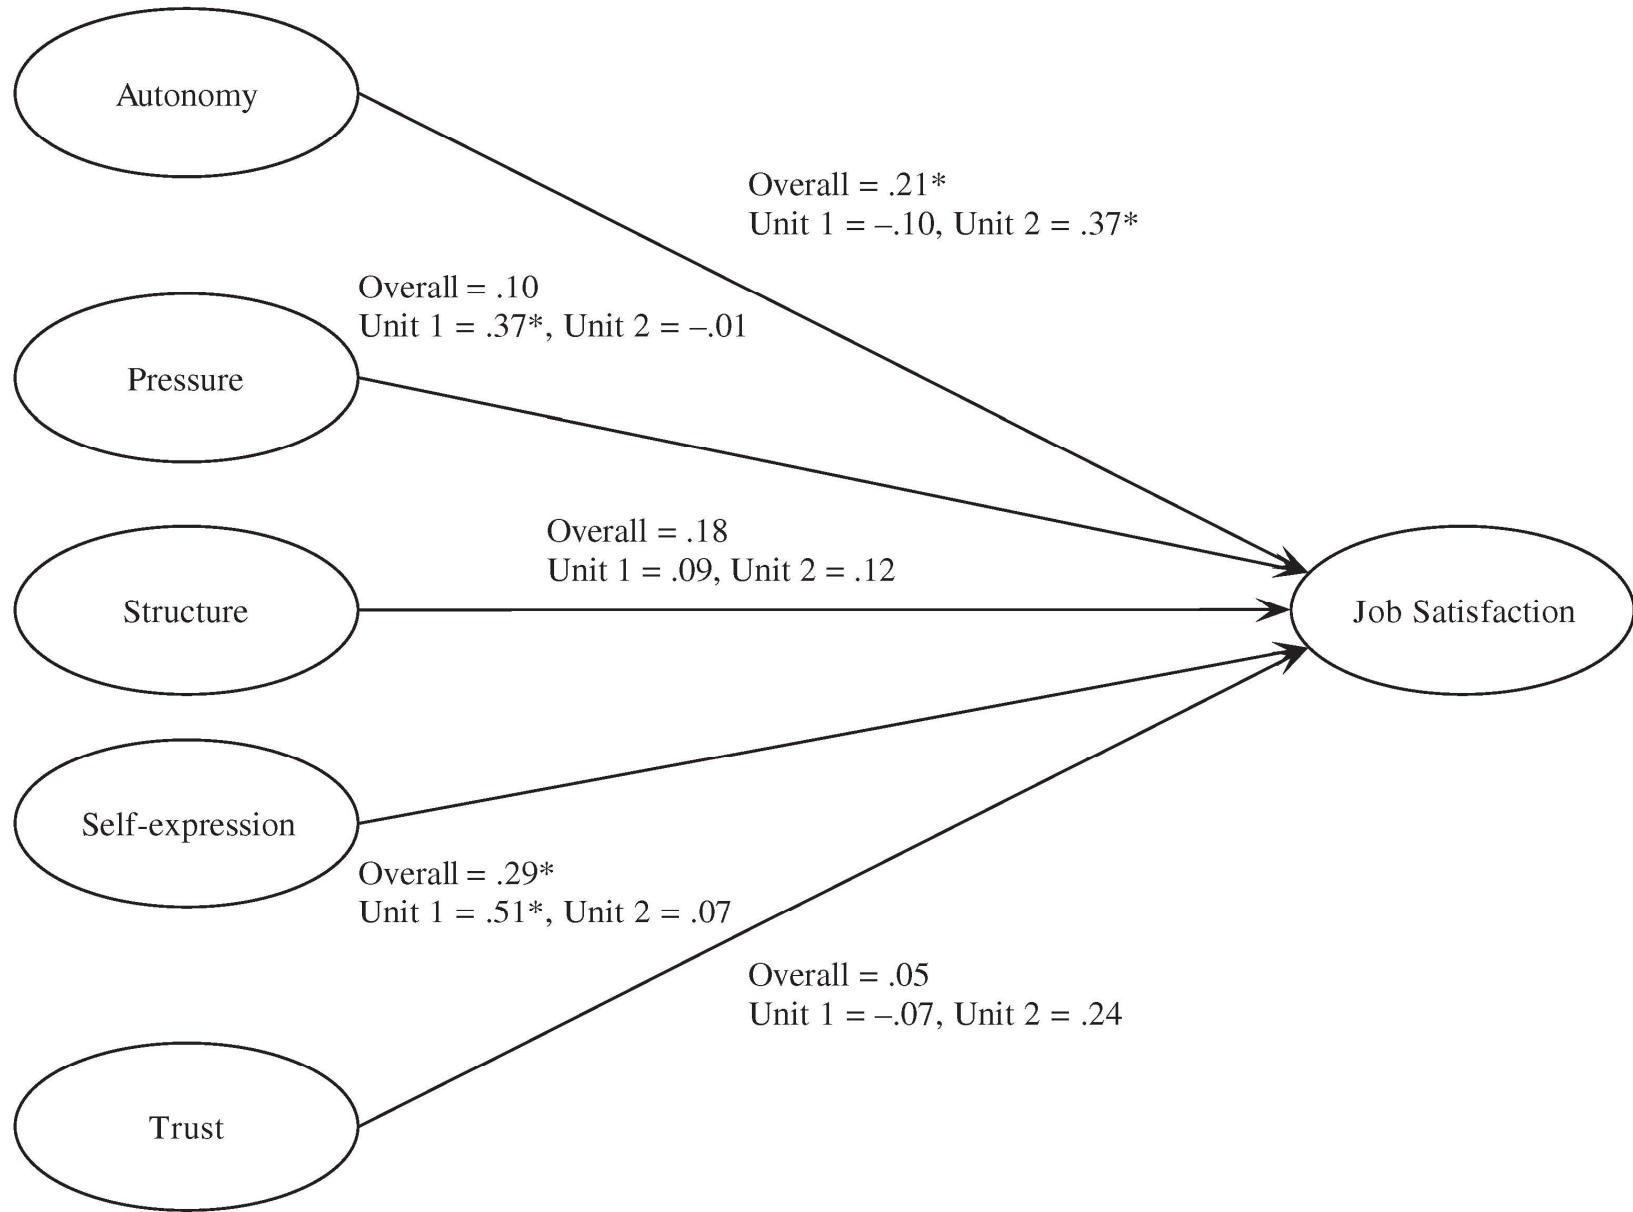 Autonomy
Overall = .21*
Unit 1 = –.10, Unit 2 = .37*
Overall = .10
Unit 1 = .37*, Unit 2 = –.01
Pressure
Overall = .18
Unit 1 = .09, Unit 2 = .12
Structure
Job Satisfaction
Self-expression
Overall = .29*
Unit 1 = .51*, Unit 2 = .07
Overall = .05
Unit 1 = –.07, Unit 2 = .24
Trust